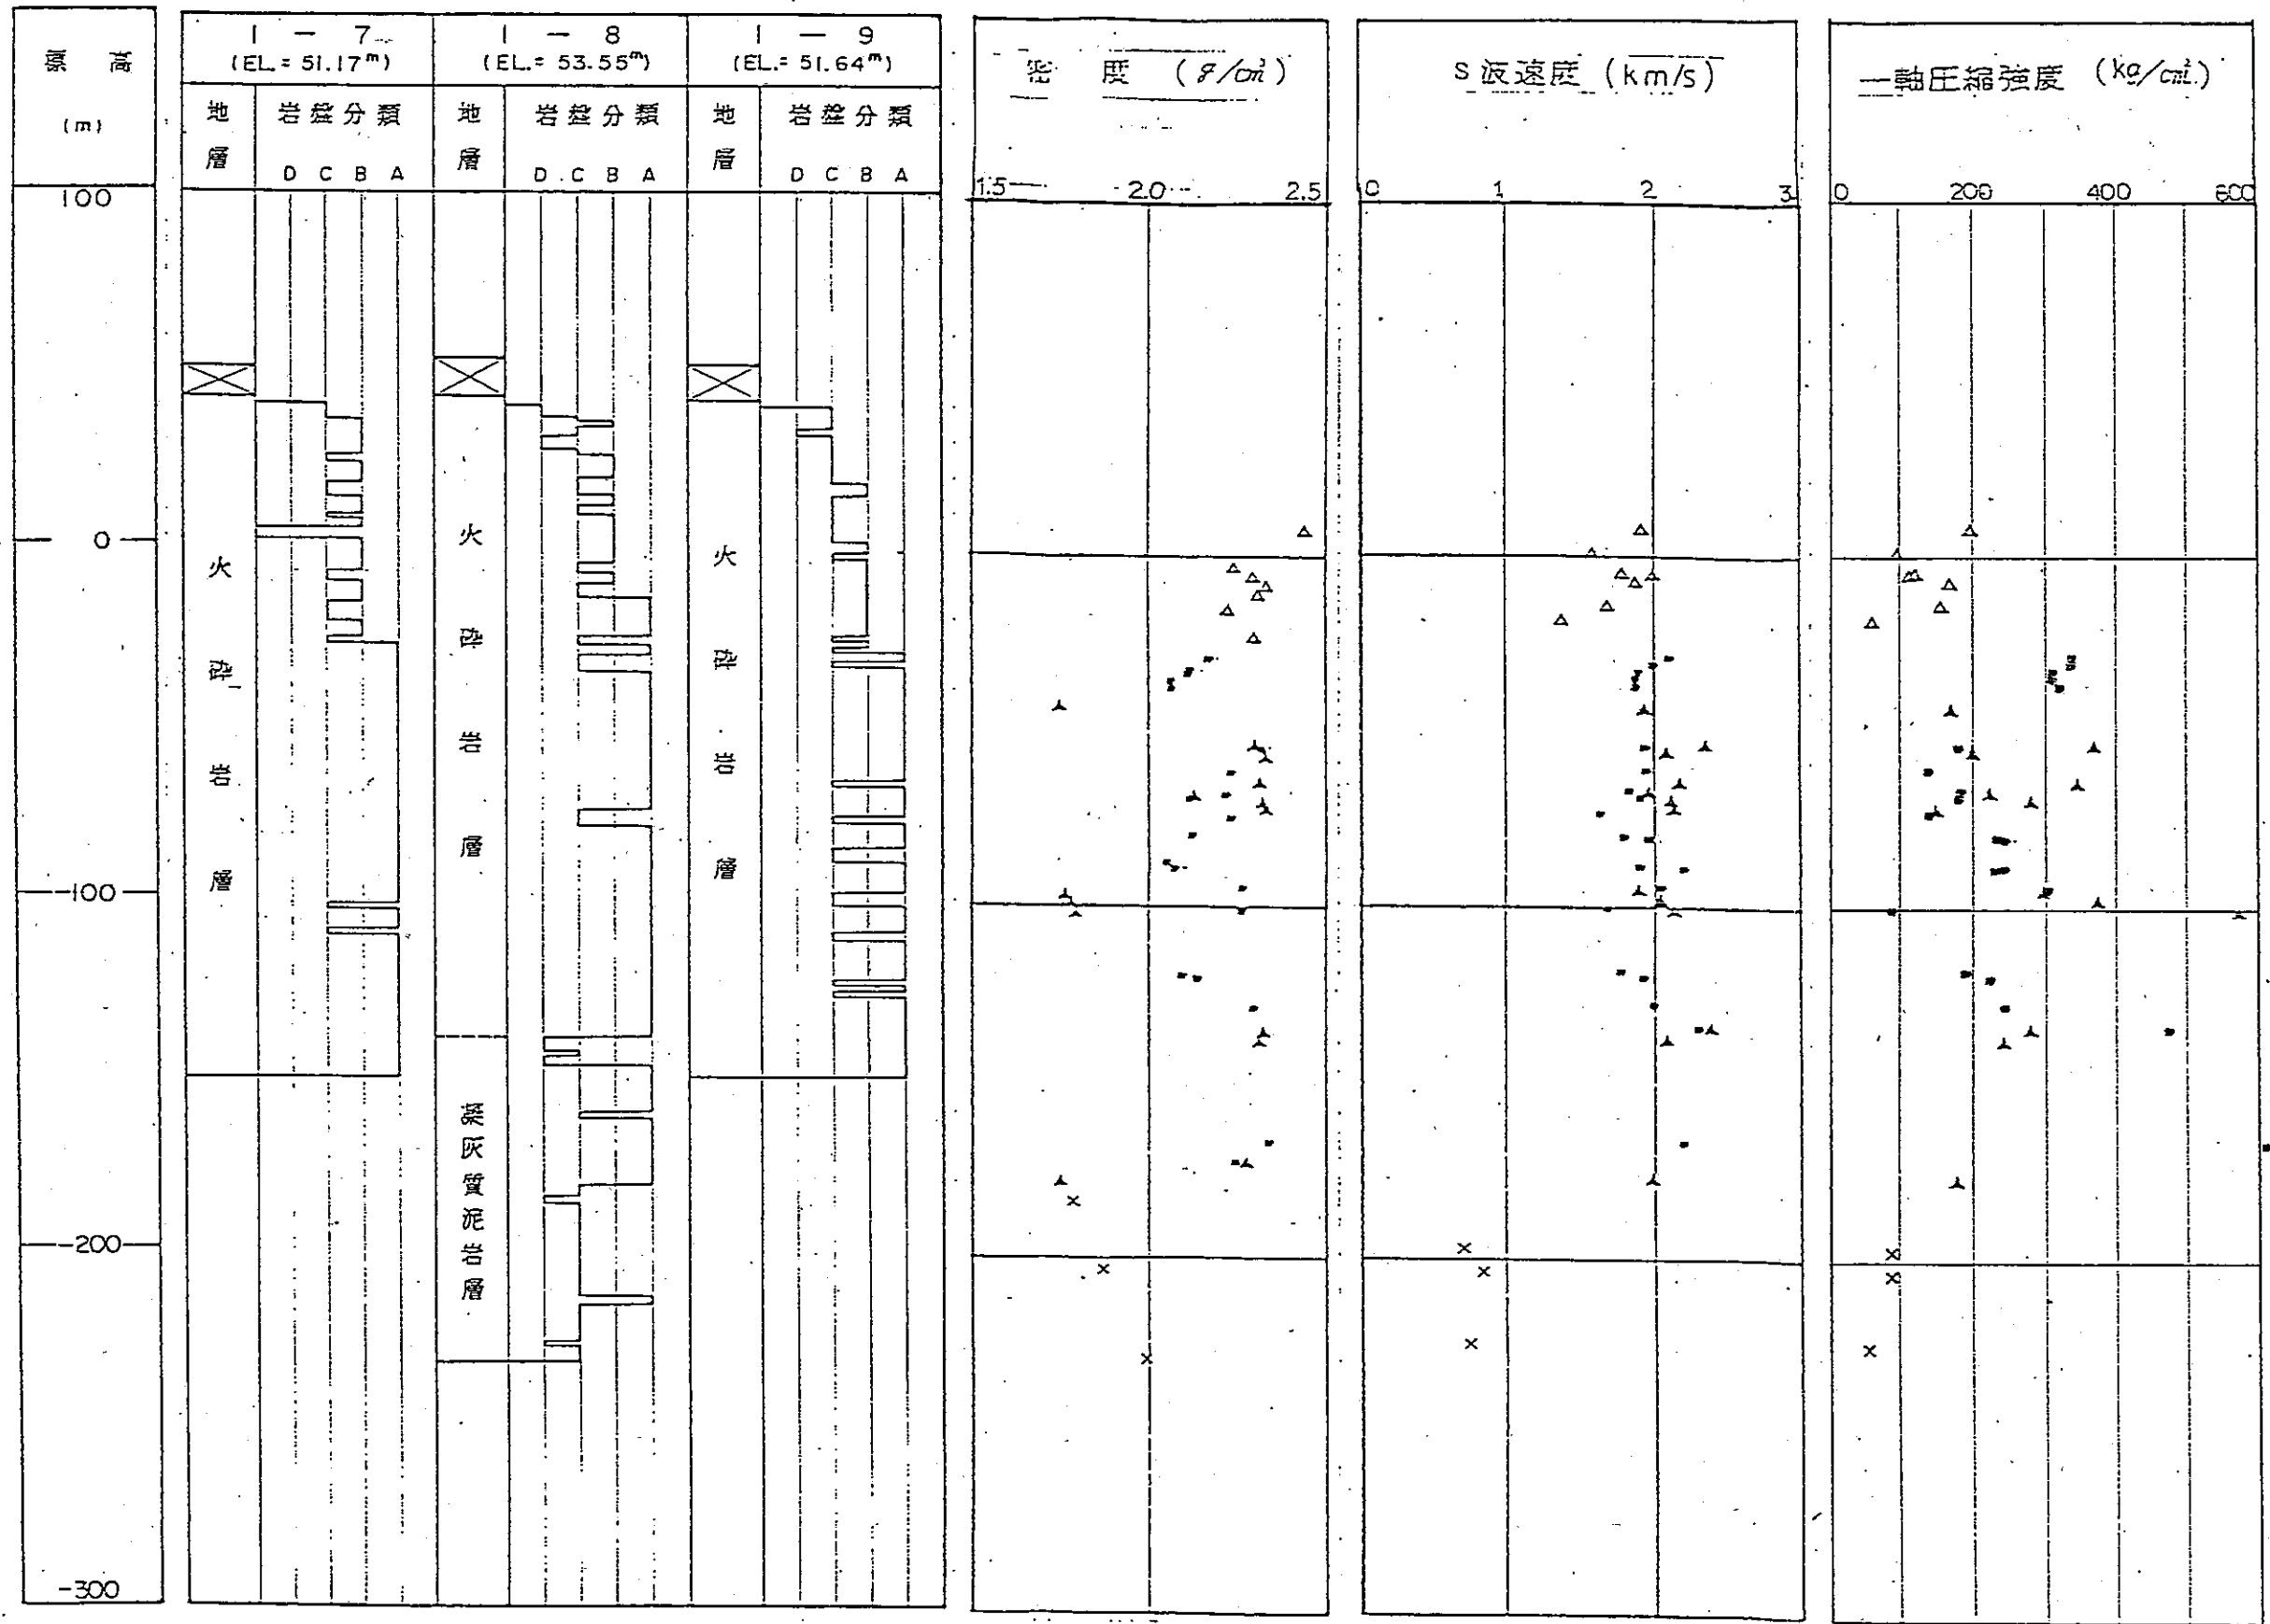 標高
(m)
100
0
-100
-200
-300
I - 7
(EL.= 51.17m)
地層
岩盤分類
D C B A
火砕岩層
I - 8
(EL.= 53.55m)
地層
岩盤分類
D C B A
火砕岩層
凝灰質泥岩層
I - 9
(EL.= 51.64m)
地層
岩盤分類
D C B A
火砕岩層
密度 (g/cm³)
1.5 2.0 2.5
S波速度 (km/s)
0 1 2 3
一軸圧縮強度 (kg/cm²)
0 200 400 600